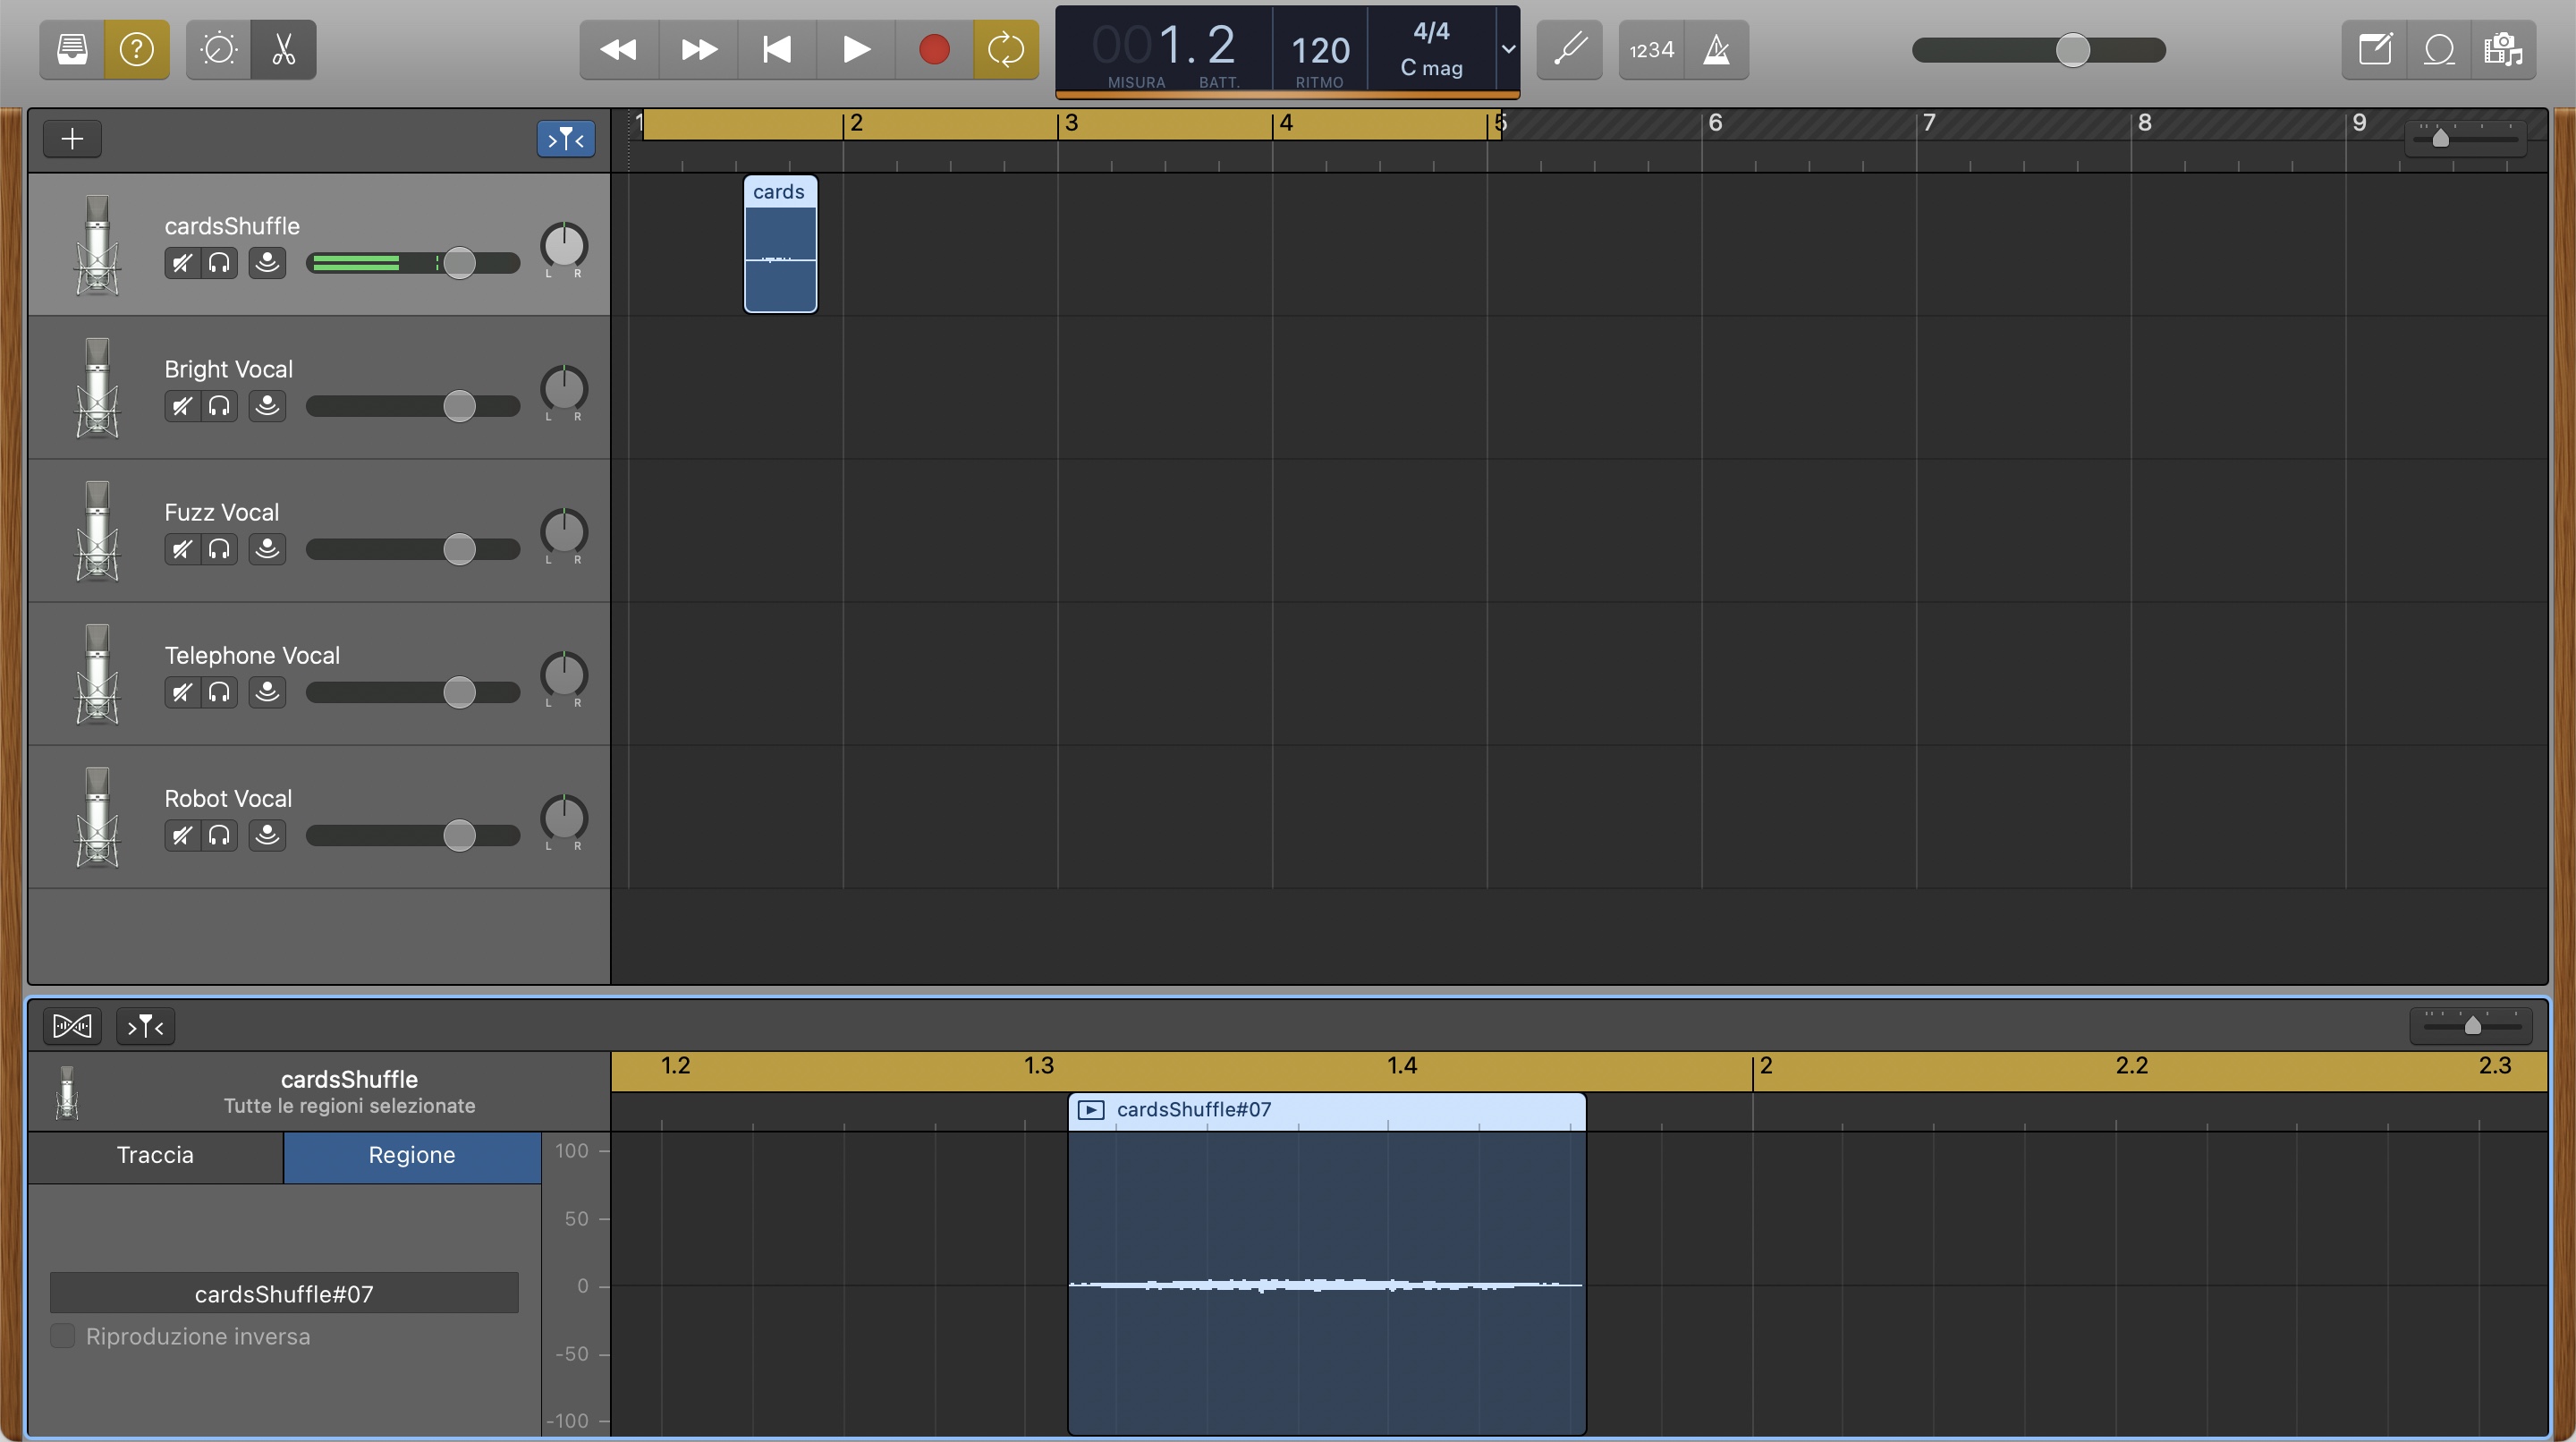 ?
001. 2
MISURA BATT.
120
RITMO
4/4
C mag
1234
1 2 3 4 5 6 7 8 9
cards
cardsShuffle
L R
Bright Vocal
L R
Fuzz Vocal
L R
Telephone Vocal
L R
Robot Vocal
L R
1.2 1.3 1.4 2 2.2 2.3
cardsShuffle
Tutte le regioni selezionate
cardsShuffle#07
Traccia Regione
100
50
0
-50
-100
cardsShuffle#07
Riproduzione inversa